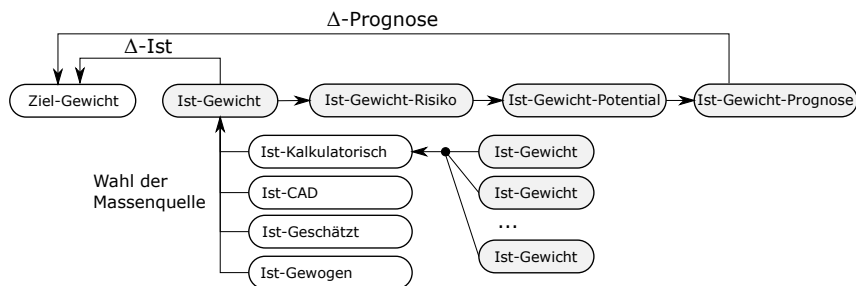 Δ-Prognose
Δ-Ist
Ziel-Gewicht
Ist-Gewicht
Ist-Gewicht-Risiko
Ist-Gewicht-Potential
Ist-Gewicht-Prognose
Wahl der
Massenquelle
Ist-Kalkulatorisch
Ist-CAD
Ist-Geschätzt
Ist-Gewogen
Ist-Gewicht
Ist-Gewicht
...
Ist-Gewicht